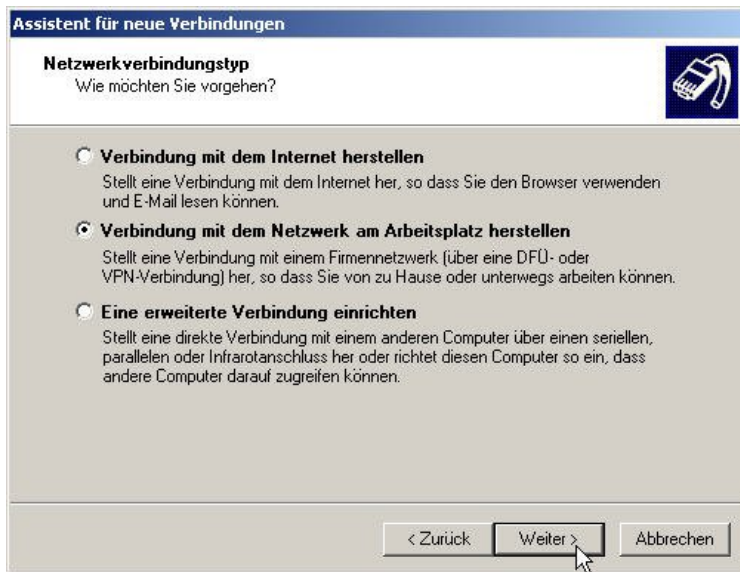 Assistent für neue Verbindungen
Netzwerkverbindungstyp
Wie möchten Sie vorgehen?
Verbindung mit dem Internet herstellen
Stellt eine Verbindung mit dem Internet her, so dass Sie den Browser verwenden
und E-Mail lesen können.
Verbindung mit dem Netzwerk am Arbeitsplatz herstellen
Stellt eine Verbindung mit einem Firmennetzwerk (über eine DFÜ- oder
VPN-Verbindung) her, so dass Sie von zu Hause oder unterwegs arbeiten können.
Eine erweiterte Verbindung einrichten
Stellt eine direkte Verbindung mit einem anderen Computer über einen seriellen,
parallelen oder Infrarotanschluss her oder richtet diesen Computer so ein, dass
andere Computer darauf zugreifen können.
< Zurück Weiter > Abbrechen